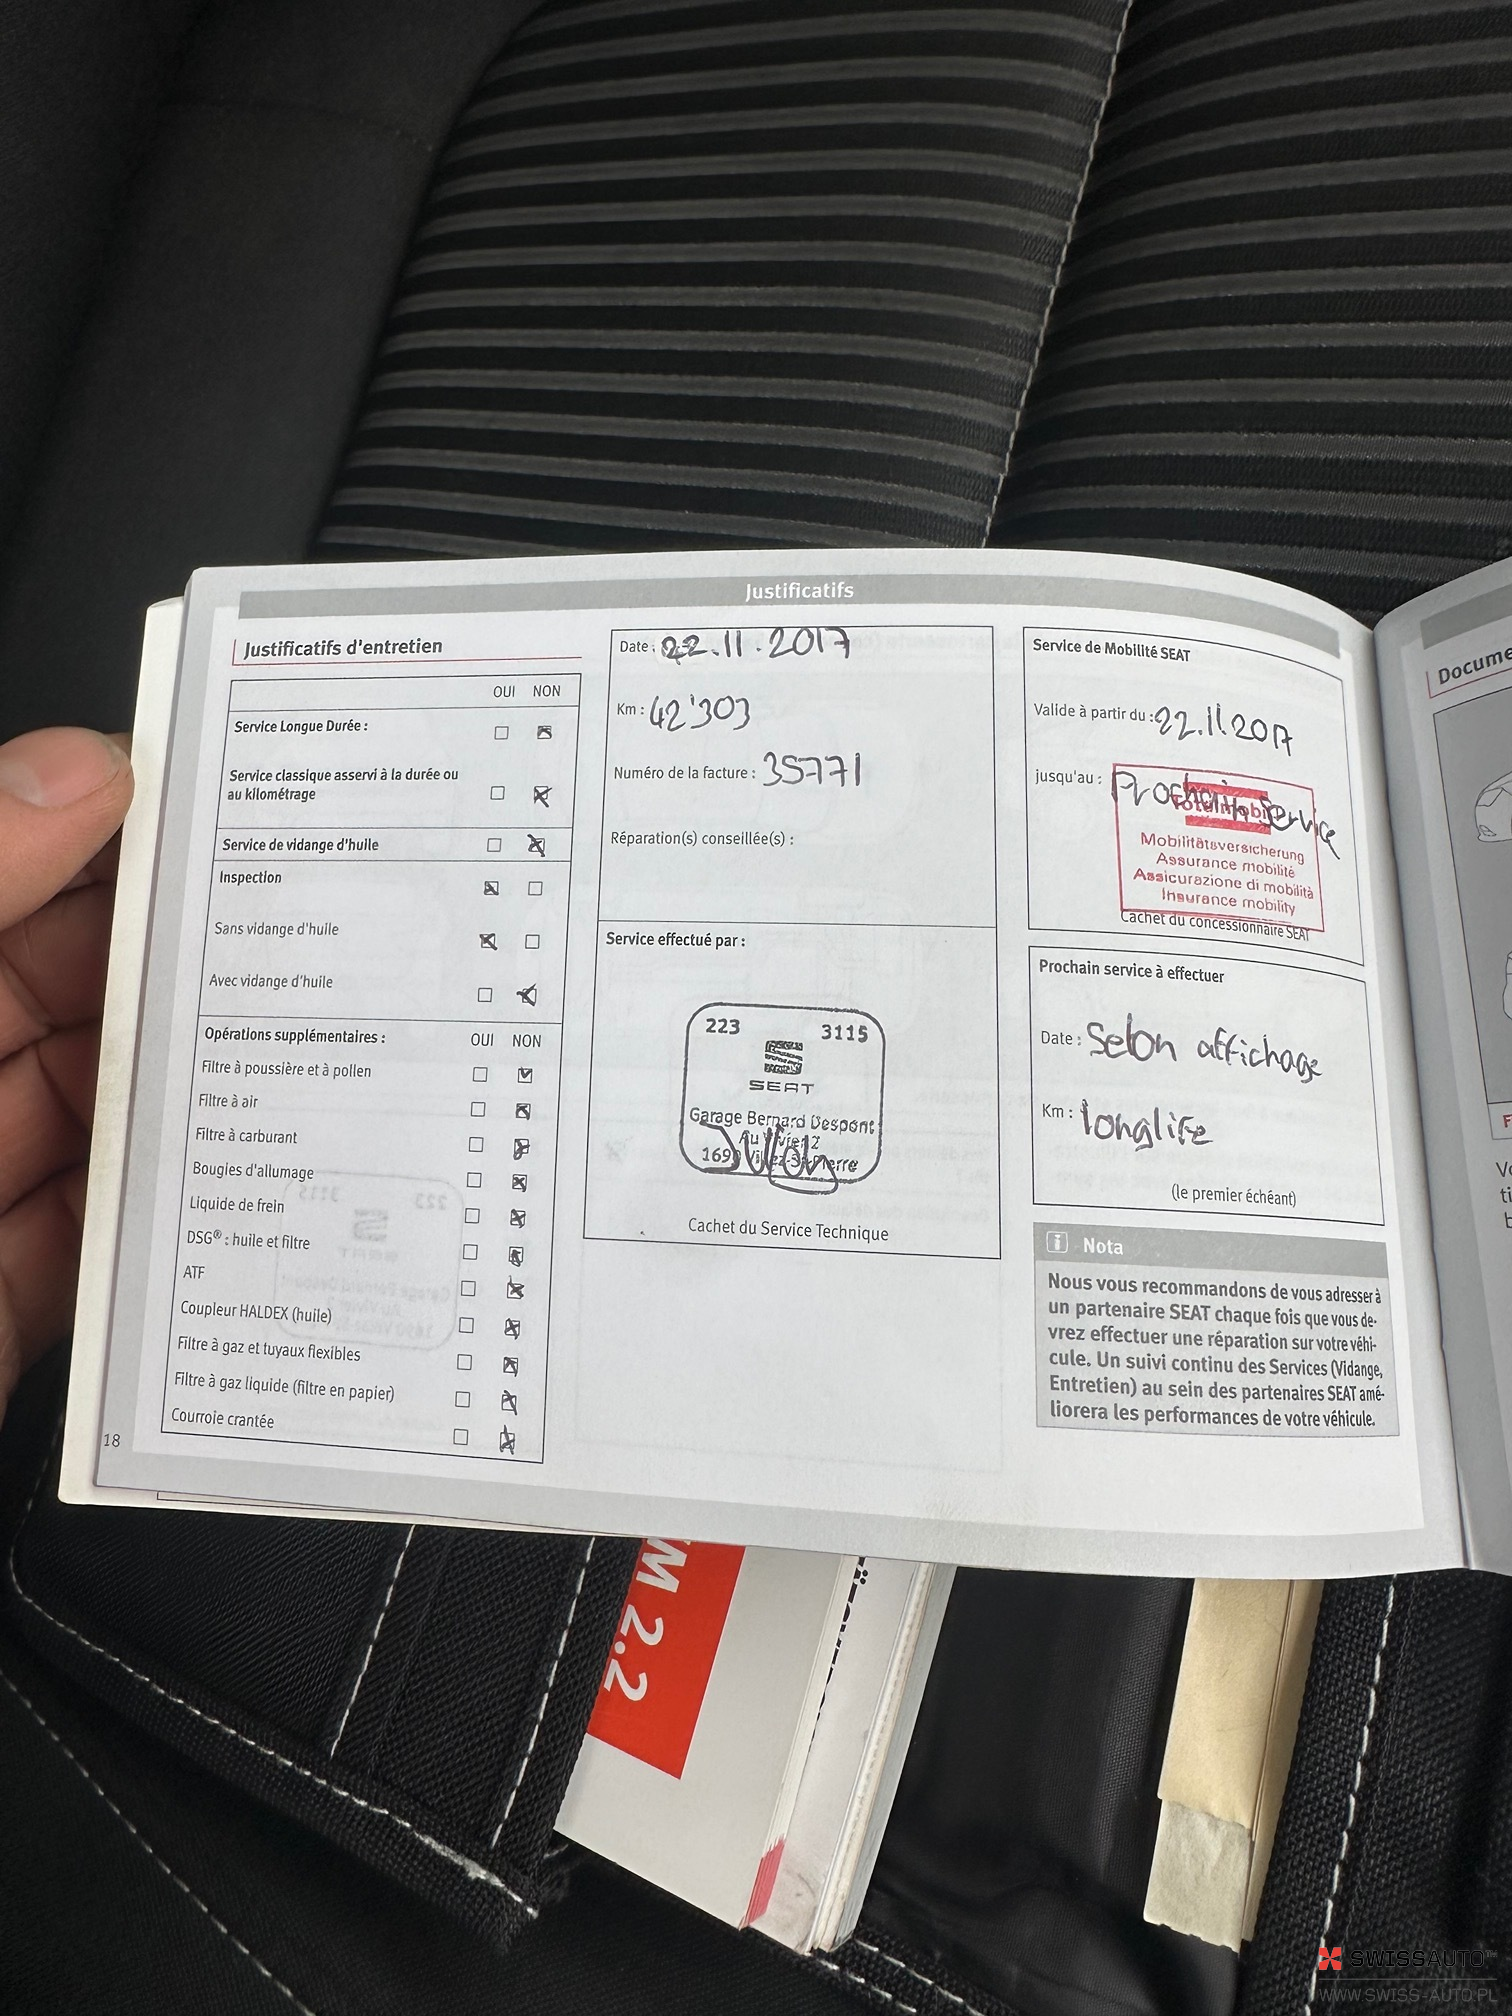 Justificatifs
Justificatifs d'entretien
OUI NON
Service Longue Durée :
Service classique asservi à la durée ou
au kilométrage
Service de vidange d'huile
Inspection
Sans vidange d'huile
Avec vidange d'huile
Opérations supplémentaires : OUI NON
Filtre à poussière et à pollen
Filtre à air
Filtre à carburant
Bougies d'allumage
Liquide de frein
DSG® : huile et filtre
ATF
Coupleur HALDEX (huile)
Filtre à gaz et tuyaux flexibles
Filtre à gaz liquide (filtre en papier)
Courroie crantée
18
Date : 22.11.2017
Km : 42'303
Numéro de la facture : 35771
Réparation(s) conseillée(s) :
Service effectué par :
223 3115
SEAT
Garage Bernard Despont
Au Vivier 2
1690 Villaz-St-Pierre
Cachet du Service Technique
Service de Mobilité SEAT
Valide à partir du : 22.11.2017
jusqu'au : Prochain Service
Totalmobil
Mobilitätsversicherung
Assurance mobilité
Assicurazione di mobilità
Insurance mobility
Cachet du concessionnaire SEAT
Prochain service à effectuer
Date : Selon affichage
Km : longlife
(le premier échéant)
i Nota
Nous vous recommandons de vous adresser à
un partenaire SEAT chaque fois que vous de-
vrez effectuer une réparation sur votre véhi-
cule. Un suivi continu des Services (Vidange,
Entretien) au sein des partenaires SEAT amé-
liorera les performances de votre véhicule.
Docume
M 2.2
SWISSAUTO
WWW.SWISS-AUTO.PL